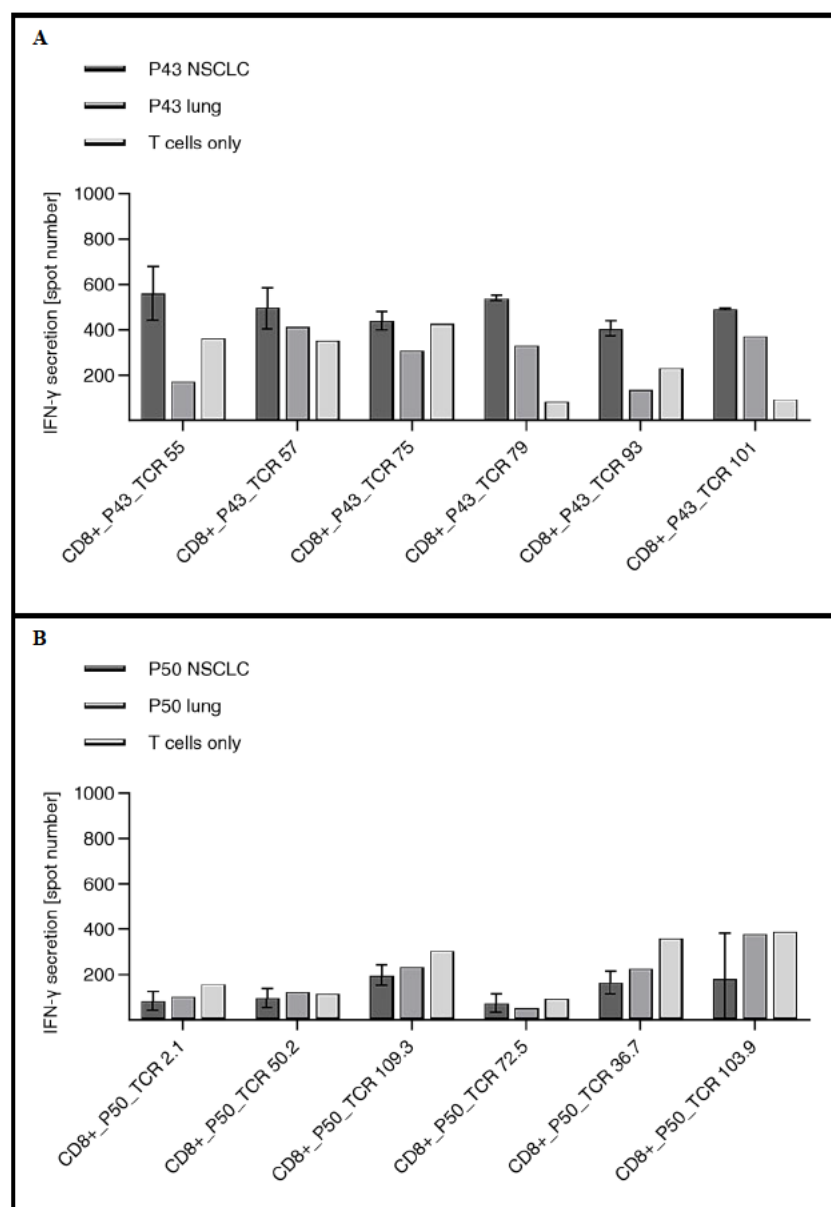 A
P43 NSCLC
P43 lung
T cells only
IFN-γ secretion [spot number]
1000
800
600
400
200
CD8+_P43_TCR 55
CD8+_P43_TCR 57
CD8+_P43_TCR 75
CD8+_P43_TCR 79
CD8+_P43_TCR 93
CD8+_P43_TCR 101
B
P50 NSCLC
P50 lung
T cells only
IFN-γ secretion [spot number]
1000
800
600
400
200
CD8+_P50_TCR 2.1
CD8+_P50_TCR 50.2
CD8+_P50_TCR 109.3
CD8+_P50_TCR 72.5
CD8+_P50_TCR 36.7
CD8+_P50_TCR 103.9